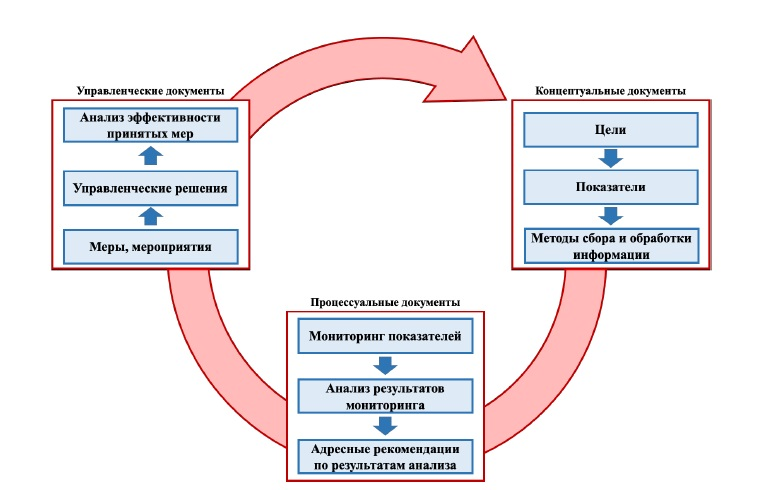 Управленческие документы
Анализ эффективности
принятых мер
Управленческие решения
Меры, мероприятия
Концептуальные документы
Цели
Показатели
Методы сбора и обработки
информации
Процессуальные документы
Мониторинг показателей
Анализ результатов
мониторинга
Адресные рекомендации
по результатам анализа